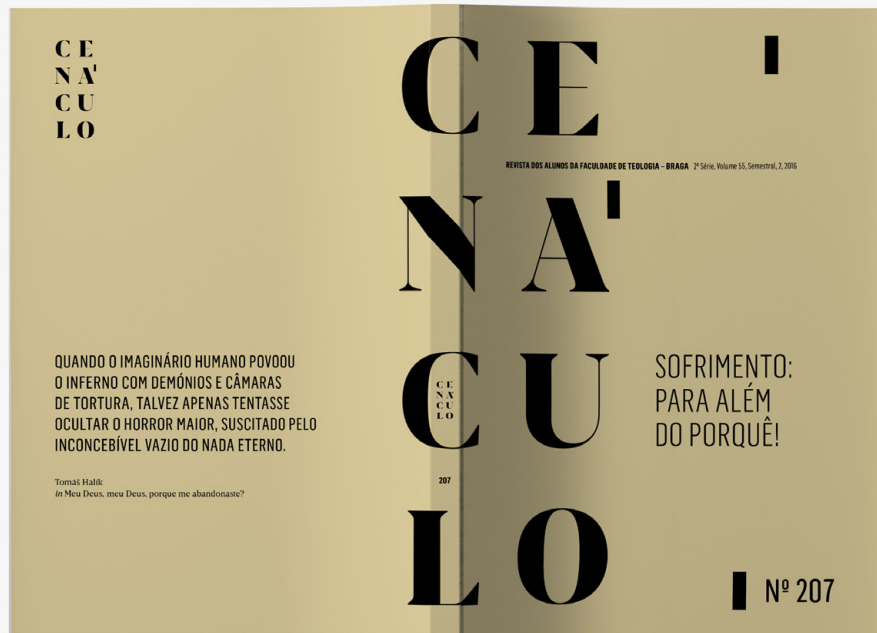 CE
NÁ
CU
LO
QUANDO O IMAGINÁRIO HUMANO POVOOU
O INFERNO COM DEMÓNIOS E CÂMARAS
DE TORTURA, TALVEZ APENAS TENTASSE
OCULTAR O HORROR MAIOR, SUSCITADO PELO
INCONCEBÍVEL VAZIO DO NADA ETERNO.
Tomáš Halík
in Meu Deus, meu Deus, porque me abandonaste?
CE
NÁ
CU
LO
207
CE
REVISTA DOS ALUNOS DA FACULDADE DE TEOLOGIA – BRAGA 2ª Série, Volume 55, Semestral, 2, 2016
NÁ
CU
LO
SOFRIMENTO:
PARA ALÉM
DO PORQUÊ!
Nº 207